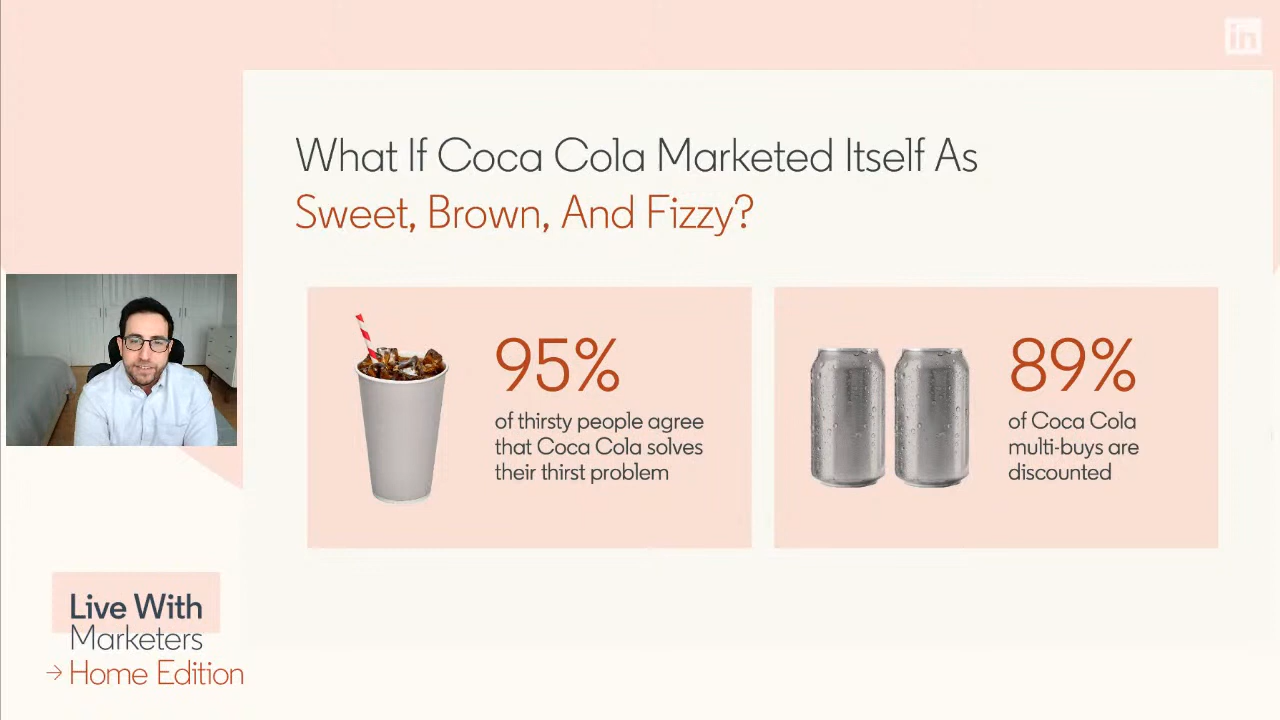 in
What If Coca Cola Marketed Itself As
Sweet, Brown, And Fizzy?
95%
of thirsty people agree
that Coca Cola solves
their thirst problem
89%
of Coca Cola
multi-buys are
discounted
Live With
Marketers
→ Home Edition